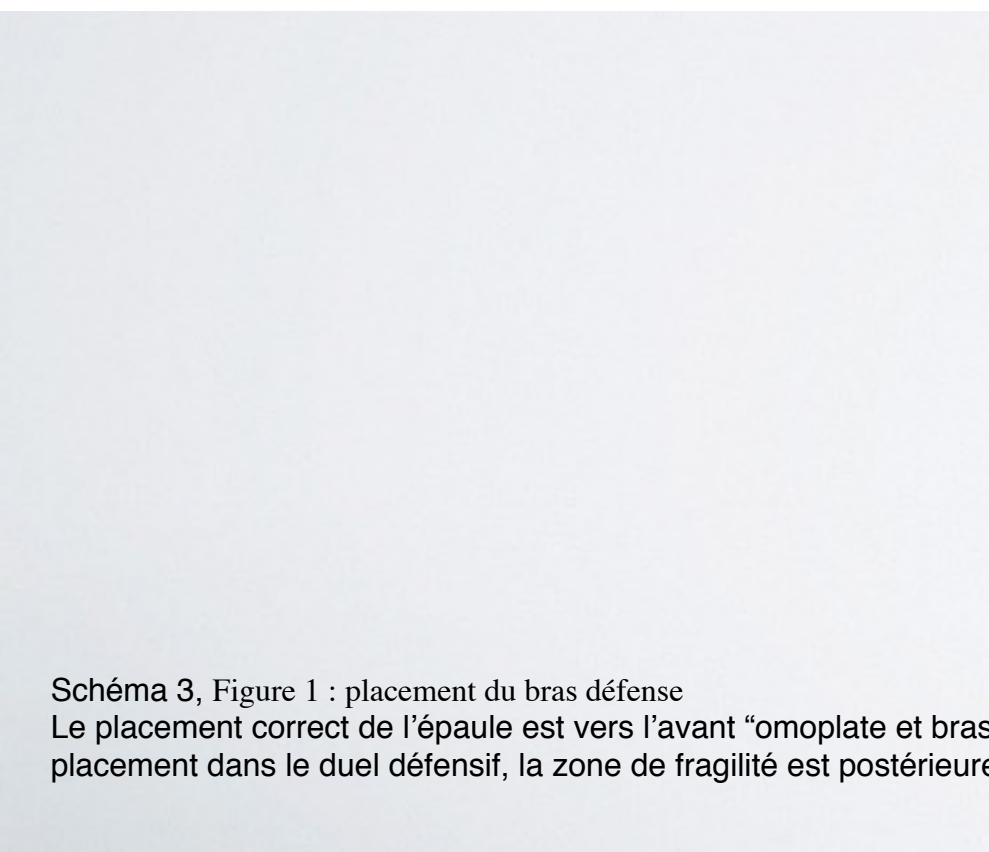 Schéma 3, Figure 1 : placement du bras défense
Le placement correct de l’épaule est vers l’avant “omoplate et bras
placement dans le duel défensif, la zone de fragilité est postérieure